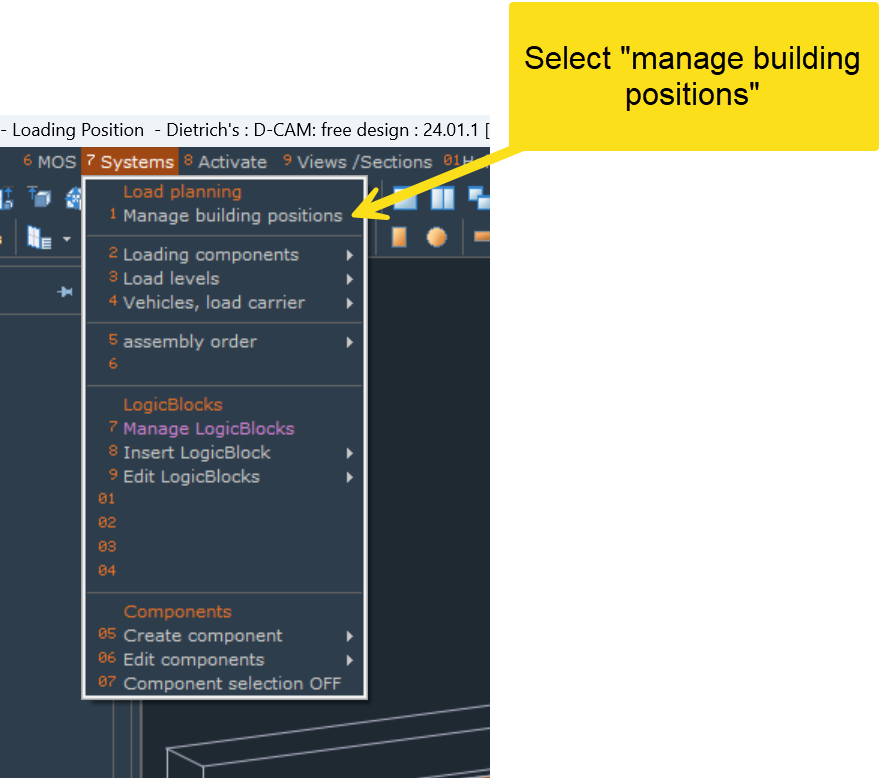 Select "manage building
positions"
- Loading Position - Dietrich's : D-CAM: free design : 24.01.1 [
6 MOS 7 Systems 8 Activate 9 Views /Sections 01
Load planning
1 Manage building positions
2 Loading components
3 Load levels
4 Vehicles, load carrier
5 assembly order
6
LogicBlocks
7 Manage LogicBlocks
8 Insert LogicBlock
9 Edit LogicBlocks
01
02
03
04
Components
05 Create component
06 Edit components
07 Component selection OFF